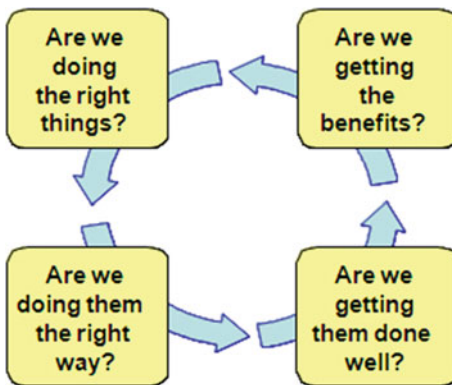 Are we
doing
the right
things?
Are we
getting
the
benefits?
Are we
doing them
the right
way?
Are we
getting
them done
well?